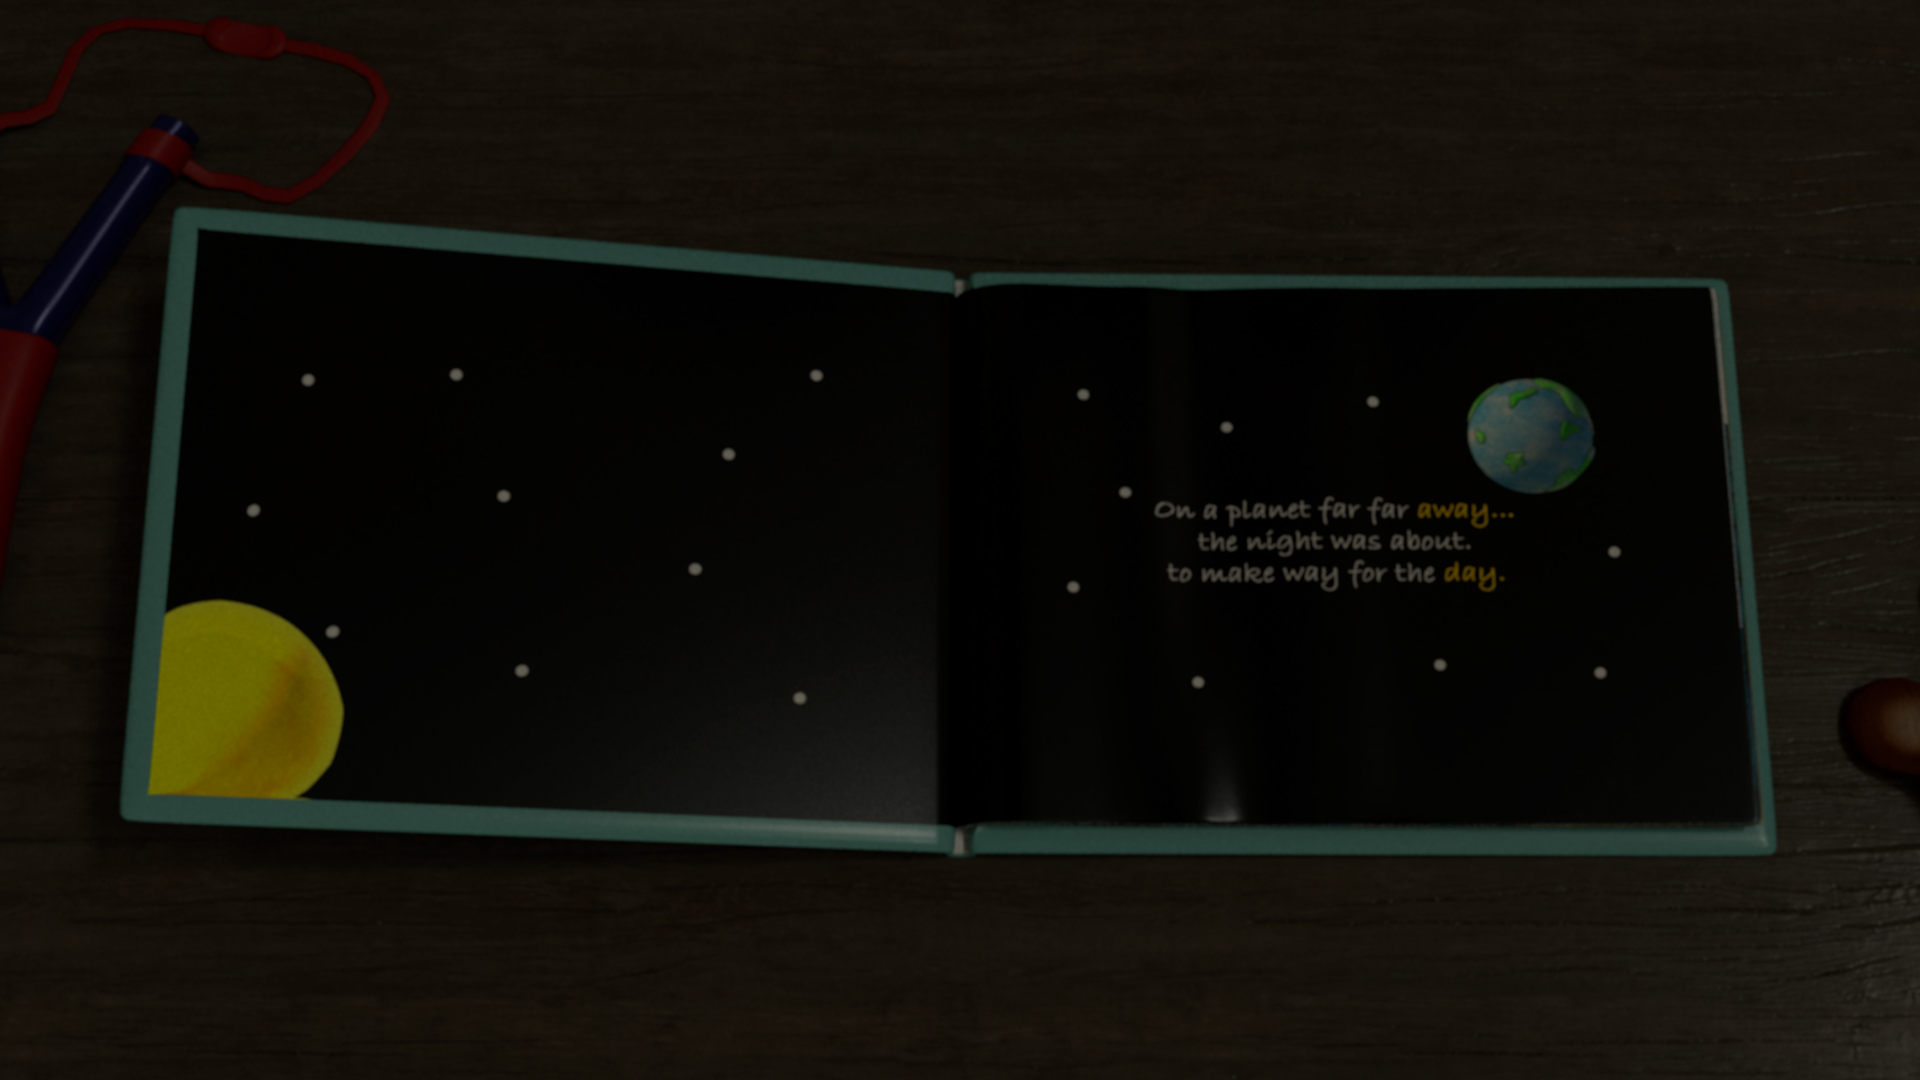 On a planet far far away...
the night was about.
to make way for the day.